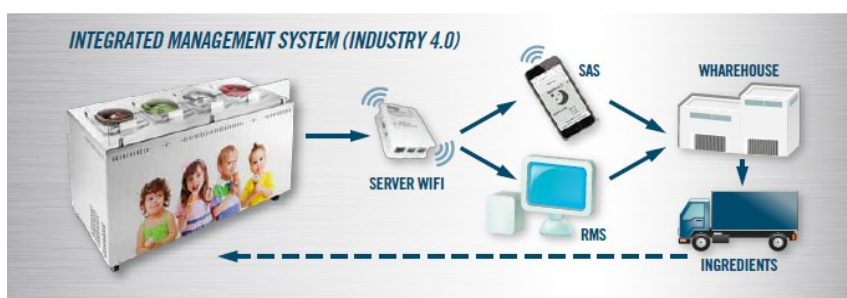 INTEGRATED MANAGEMENT SYSTEM (INDUSTRY 4.0)
SAS
WHAREHOUSE
SERVER WIFI
RMS
INGREDIENTS